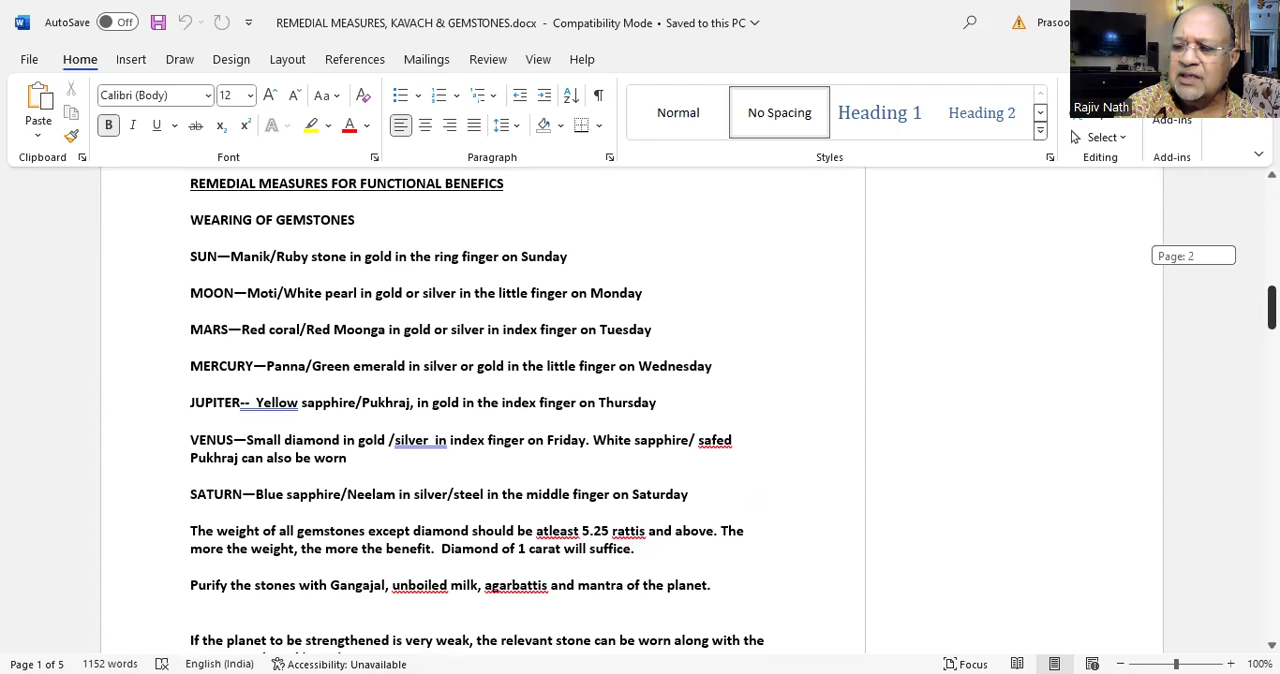 AutoSave Off REMEDIAL MEASURES, KAVACH & GEMSTONES.docx - Compatibility Mode • Saved to this PC Prasoo
File Home Insert Draw Design Layout References Mailings Review View Help
Rajiv Nath
Paste Calibri (Body) 12 Aa Normal No Spacing Heading 1 Heading 2 Select Add-ins
Clipboard Font Paragraph Styles Editing Add-ins
REMEDIAL MEASURES FOR FUNCTIONAL BENEFICS
WEARING OF GEMSTONES
SUN—Manik/Ruby stone in gold in the ring finger on Sunday
Page: 2
MOON—Moti/White pearl in gold or silver in the little finger on Monday
MARS—Red coral/Red Moonga in gold or silver in index finger on Tuesday
MERCURY—Panna/Green emerald in silver or gold in the little finger on Wednesday
JUPITER-- Yellow sapphire/Pukhraj, in gold in the index finger on Thursday
VENUS—Small diamond in gold /silver in index finger on Friday. White sapphire/ safed
Pukhraj can also be worn
SATURN—Blue sapphire/Neelam in silver/steel in the middle finger on Saturday
The weight of all gemstones except diamond should be atleast 5.25 rattis and above. The
more the weight, the more the benefit. Diamond of 1 carat will suffice.
Purify the stones with Gangajal, unboiled milk, agarbattis and mantra of the planet.
If the planet to be strengthened is very weak, the relevant stone can be worn along with the
Page 1 of 5 1152 words English (India) Accessibility: Unavailable Focus 100%